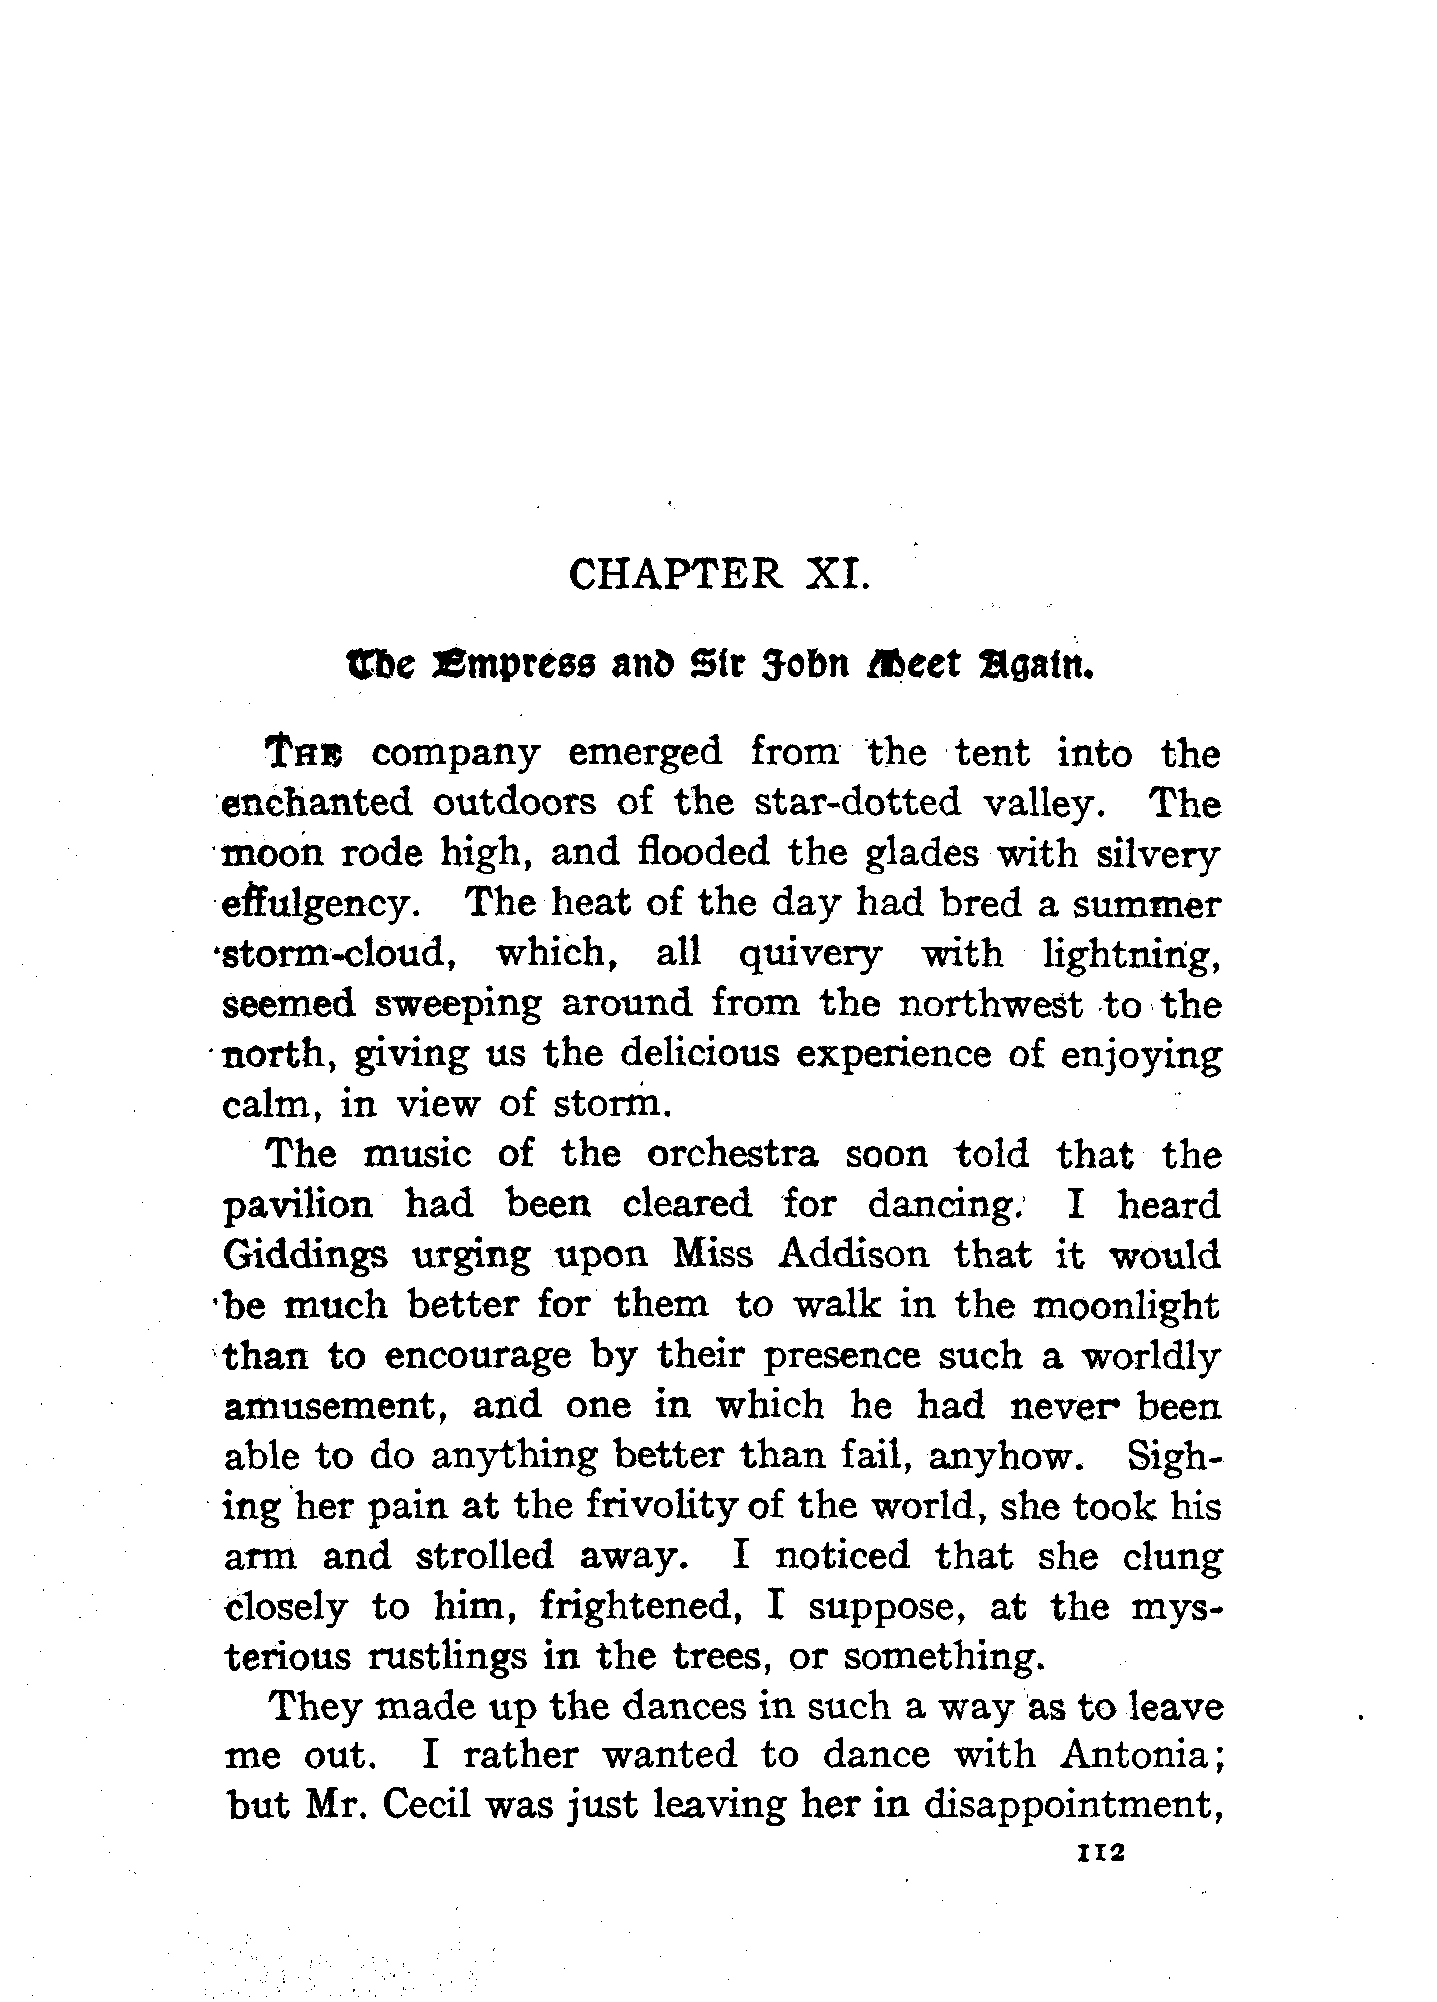 CHAPTER XI.
The Empress and Sir John Meet Again.
THE company emerged from the tent into the
enchanted outdoors of the star-dotted valley. The
moon rode high, and flooded the glades with silvery
effulgency. The heat of the day had bred a summer
storm-cloud, which, all quivery with lightning,
seemed sweeping around from the northwest to the
north, giving us the delicious experience of enjoying
calm, in view of storm.
The music of the orchestra soon told that the
pavilion had been cleared for dancing. I heard
Giddings urging upon Miss Addison that it would
be much better for them to walk in the moonlight
than to encourage by their presence such a worldly
amusement, and one in which he had never been
able to do anything better than fail, anyhow. Sigh-
ing her pain at the frivolity of the world, she took his
arm and strolled away. I noticed that she clung
closely to him, frightened, I suppose, at the mys-
terious rustlings in the trees, or something.
They made up the dances in such a way as to leave
me out. I rather wanted to dance with Antonia;
but Mr. Cecil was just leaving her in disappointment,
112